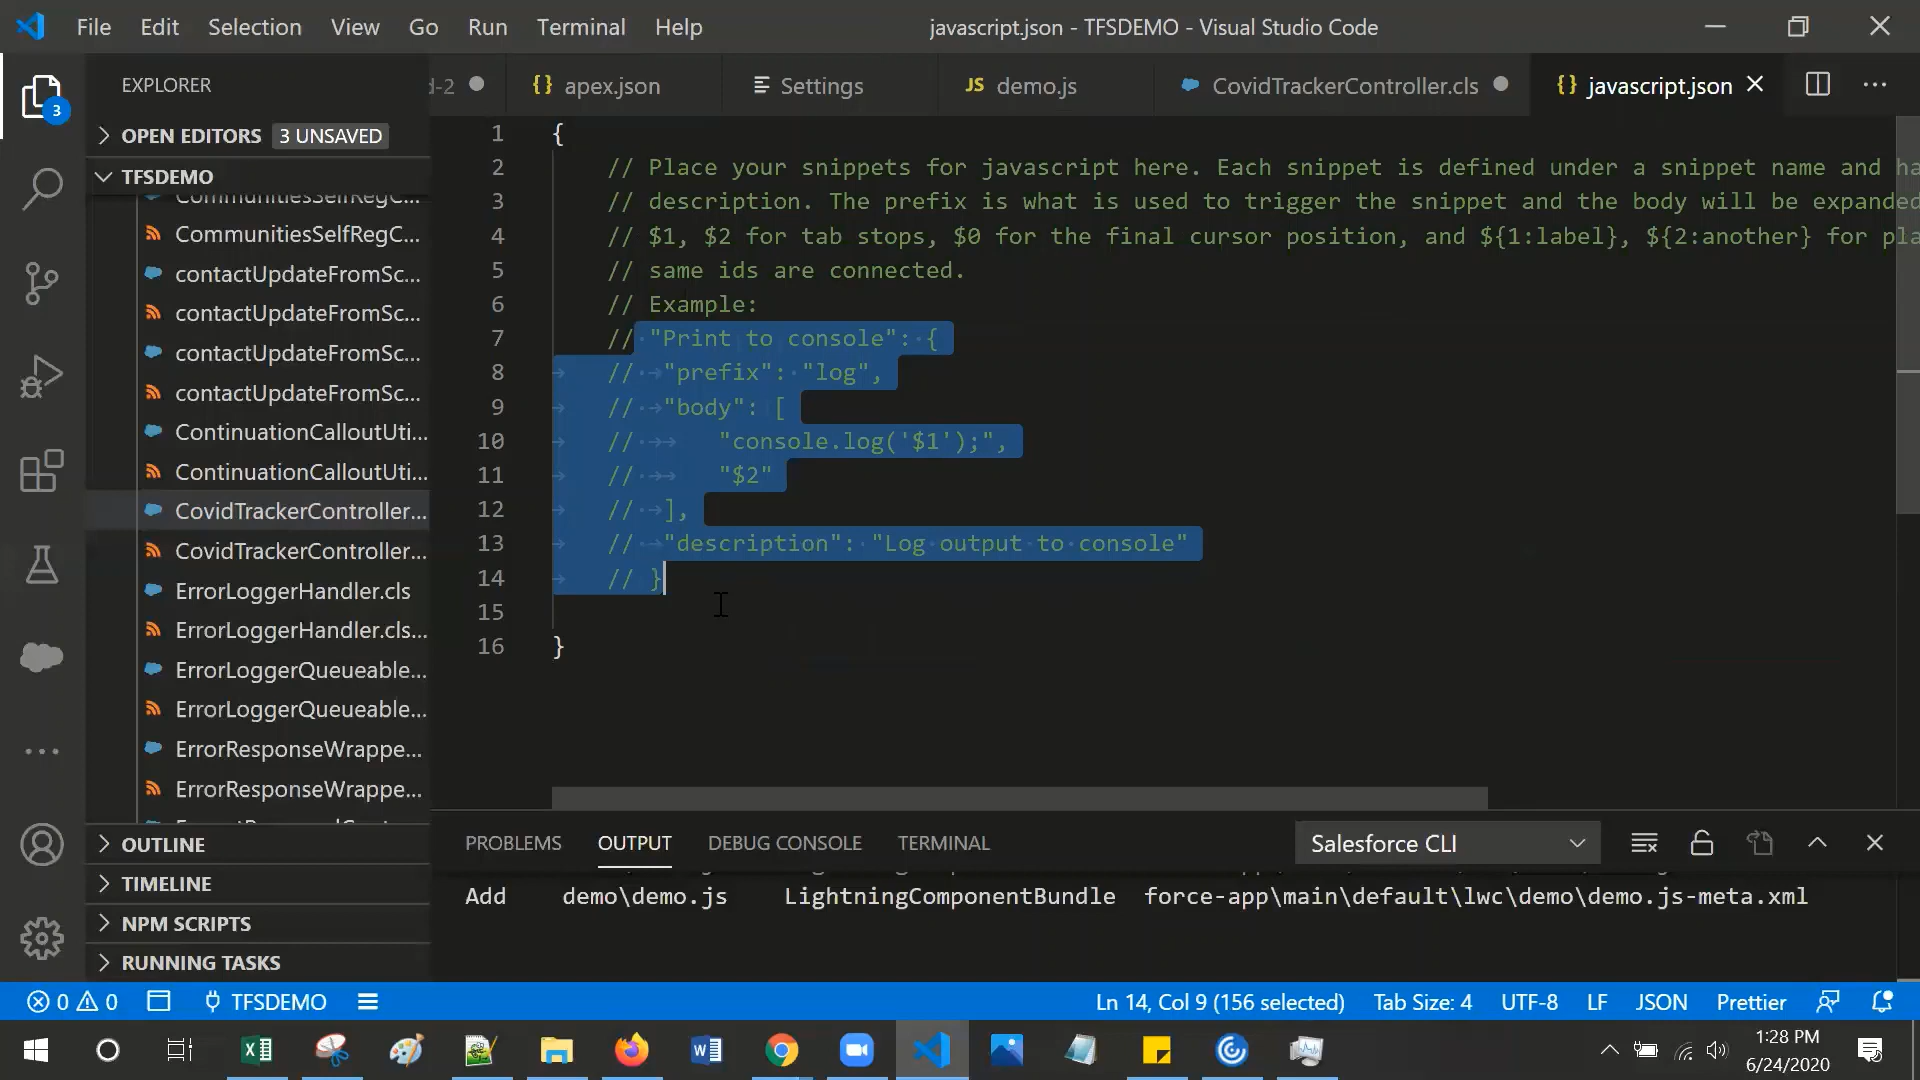 File Edit Selection View Go Run Terminal Help
javascript.json - TFSDEMO - Visual Studio Code
EXPLORER
d-2
{} apex.json
Settings
JS demo.js
CovidTrackerController.cls
{} javascript.json
3
OPEN EDITORS 3 UNSAVED
TFSDEMO
CommunitiesSelfRegC...
CommunitiesSelfRegC...
contactUpdateFromSc...
contactUpdateFromSc...
contactUpdateFromSc...
contactUpdateFromSc...
ContinuationCalloutUti...
ContinuationCalloutUti...
CovidTrackerController...
CovidTrackerController...
ErrorLoggerHandler.cls
ErrorLoggerHandler.cls...
ErrorLoggerQueueable...
ErrorLoggerQueueable...
ErrorResponseWrappe...
ErrorResponseWrappe...
OUTLINE
TIMELINE
NPM SCRIPTS
RUNNING TASKS
1 {
2 // Place your snippets for javascript here. Each snippet is defined under a snippet name and ha
3 // description. The prefix is what is used to trigger the snippet and the body will be expanded
4 // $1, $2 for tab stops, $0 for the final cursor position, and ${1:label}, ${2:another} for pla
5 // same ids are connected.
6 // Example:
7 // "Print to console": {
8 // "prefix": "log",
9 // "body": [
10 // "console.log('$1');",
11 // "$2"
12 // ],
13 // "description": "Log output to console"
14 // }
15
16 }
PROBLEMS OUTPUT DEBUG CONSOLE TERMINAL
Salesforce CLI
Add demo\demo.js LightningComponentBundle force-app\main\default\lwc\demo\demo.js-meta.xml
0 0 TFSDEMO
Ln 14, Col 9 (156 selected) Tab Size: 4 UTF-8 LF JSON Prettier
1:28 PM
6/24/2020